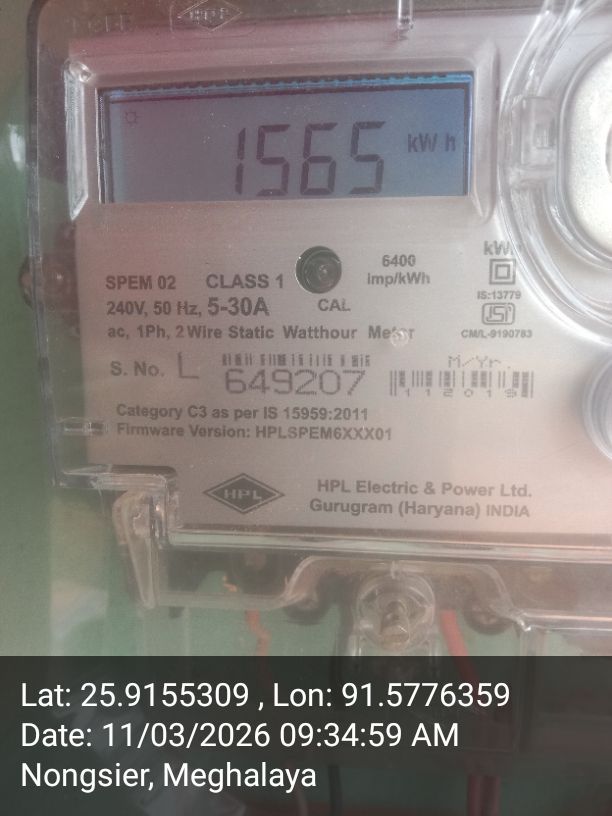 HPL
1565 kWh
6400
imp/kWh
kWh
SPEM 02 CLASS 1
240V, 50 Hz, 5-30A CAL
IS:13779
ac, 1Ph, 2 Wire Static Watthour Meter
CM/L-9190783
S. No. L 649207
M/Yr.
112019
Category C3 as per IS 15959:2011
Firmware Version: HPLSPEM6XXX01
HPL
HPL Electric & Power Ltd.
Gurugram (Haryana) INDIA
Lat: 25.9155309 , Lon: 91.5776359
Date: 11/03/2026 09:34:59 AM
Nongsier, Meghalaya